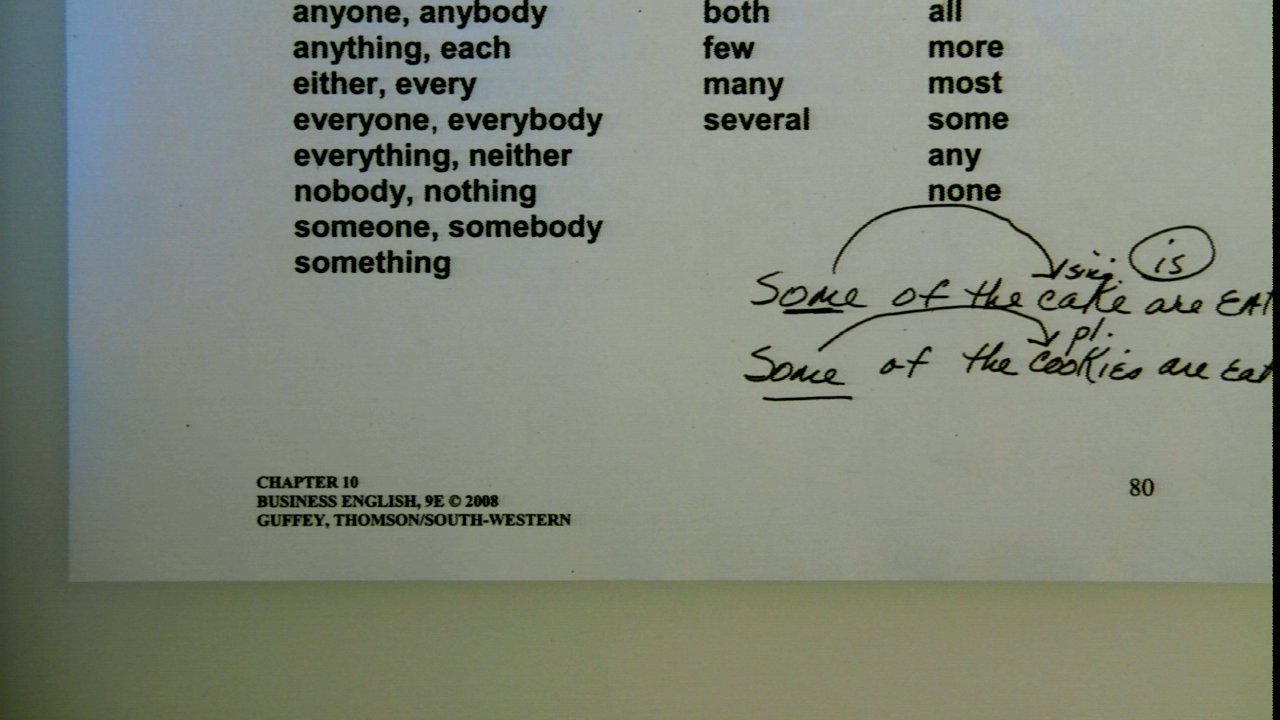 anyone, anybody both all
anything, each few more
either, every many most
everyone, everybody several some
everything, neither any
nobody, nothing none
someone, somebody
something
sing. is
Some of the cake are EAT
pl.
Some of the cookies are Eat
CHAPTER 10
BUSINESS ENGLISH, 9E © 2008
GUFFEY, THOMSON/SOUTH-WESTERN
80